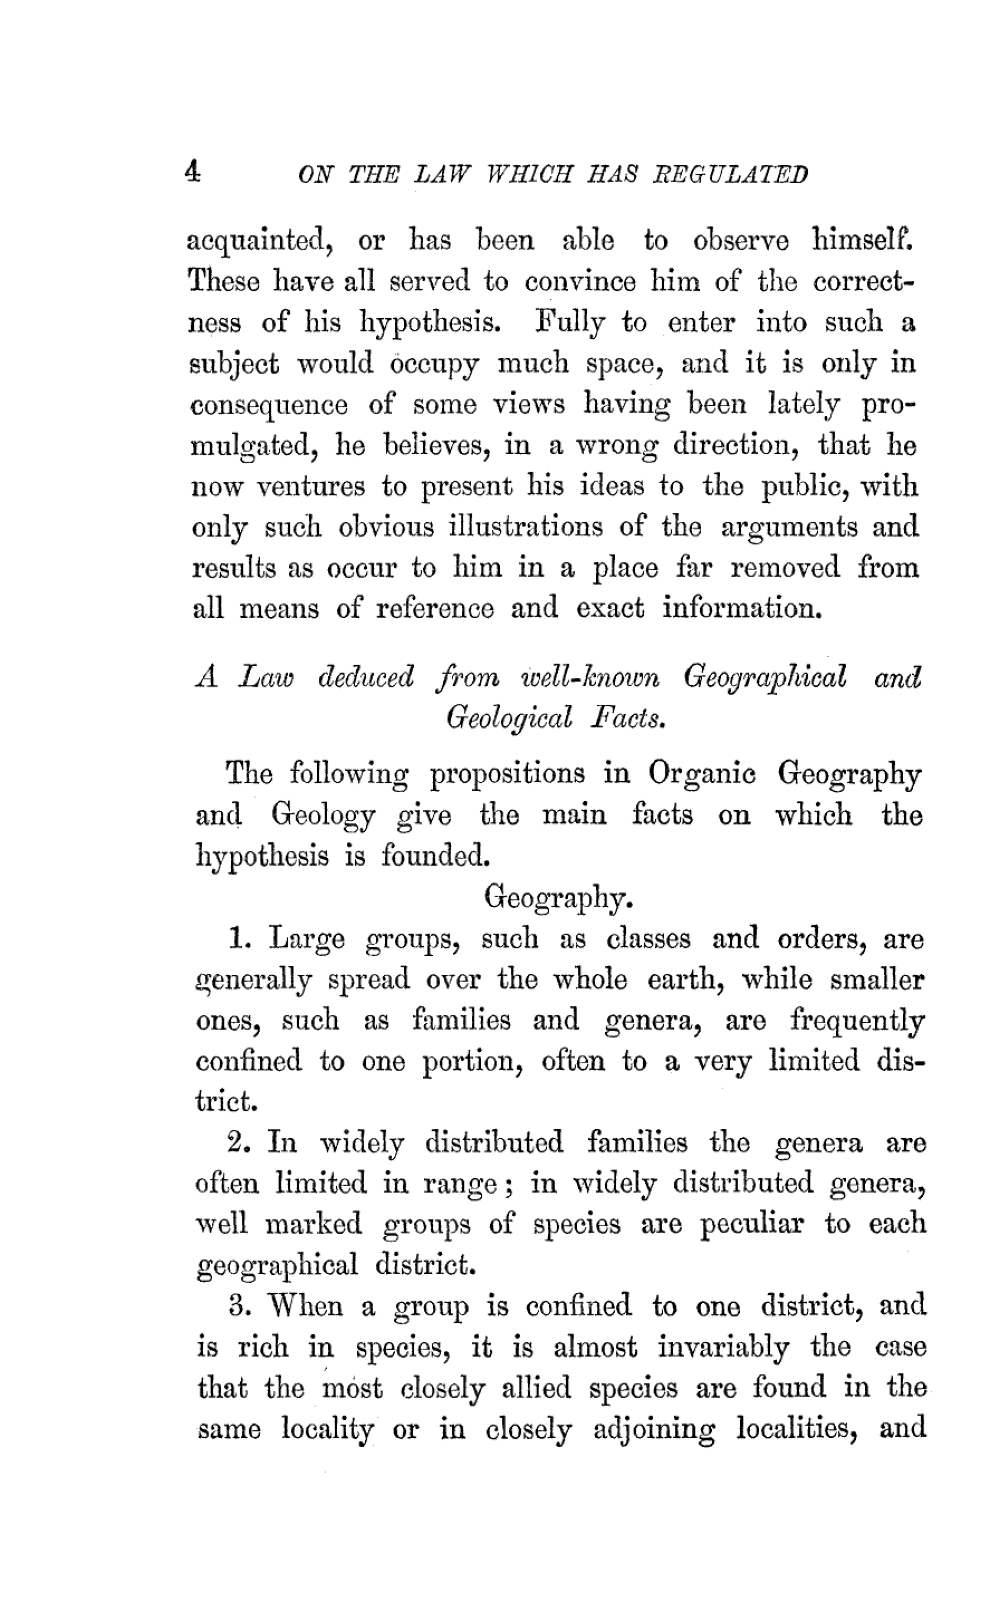 4 ON THE LAW WHICH HAS REGULATED
acquainted, or has been able to observe himself.
These have all served to convince him of the correct-
ness of his hypothesis. Fully to enter into such a
subject would occupy much space, and it is only in
consequence of some views having been lately pro-
mulgated, he believes, in a wrong direction, that he
now ventures to present his ideas to the public, with
only such obvious illustrations of the arguments and
results as occur to him in a place far removed from
all means of reference and exact information.
A Law deduced from well-known Geographical and
Geological Facts.
The following propositions in Organic Geography
and Geology give the main facts on which the
hypothesis is founded.
Geography.
1. Large groups, such as classes and orders, are
generally spread over the whole earth, while smaller
ones, such as families and genera, are frequently
confined to one portion, often to a very limited dis-
trict.
2. In widely distributed families the genera are
often limited in range; in widely distributed genera,
well marked groups of species are peculiar to each
geographical district.
3. When a group is confined to one district, and
is rich in species, it is almost invariably the case
that the most closely allied species are found in the
same locality or in closely adjoining localities, and